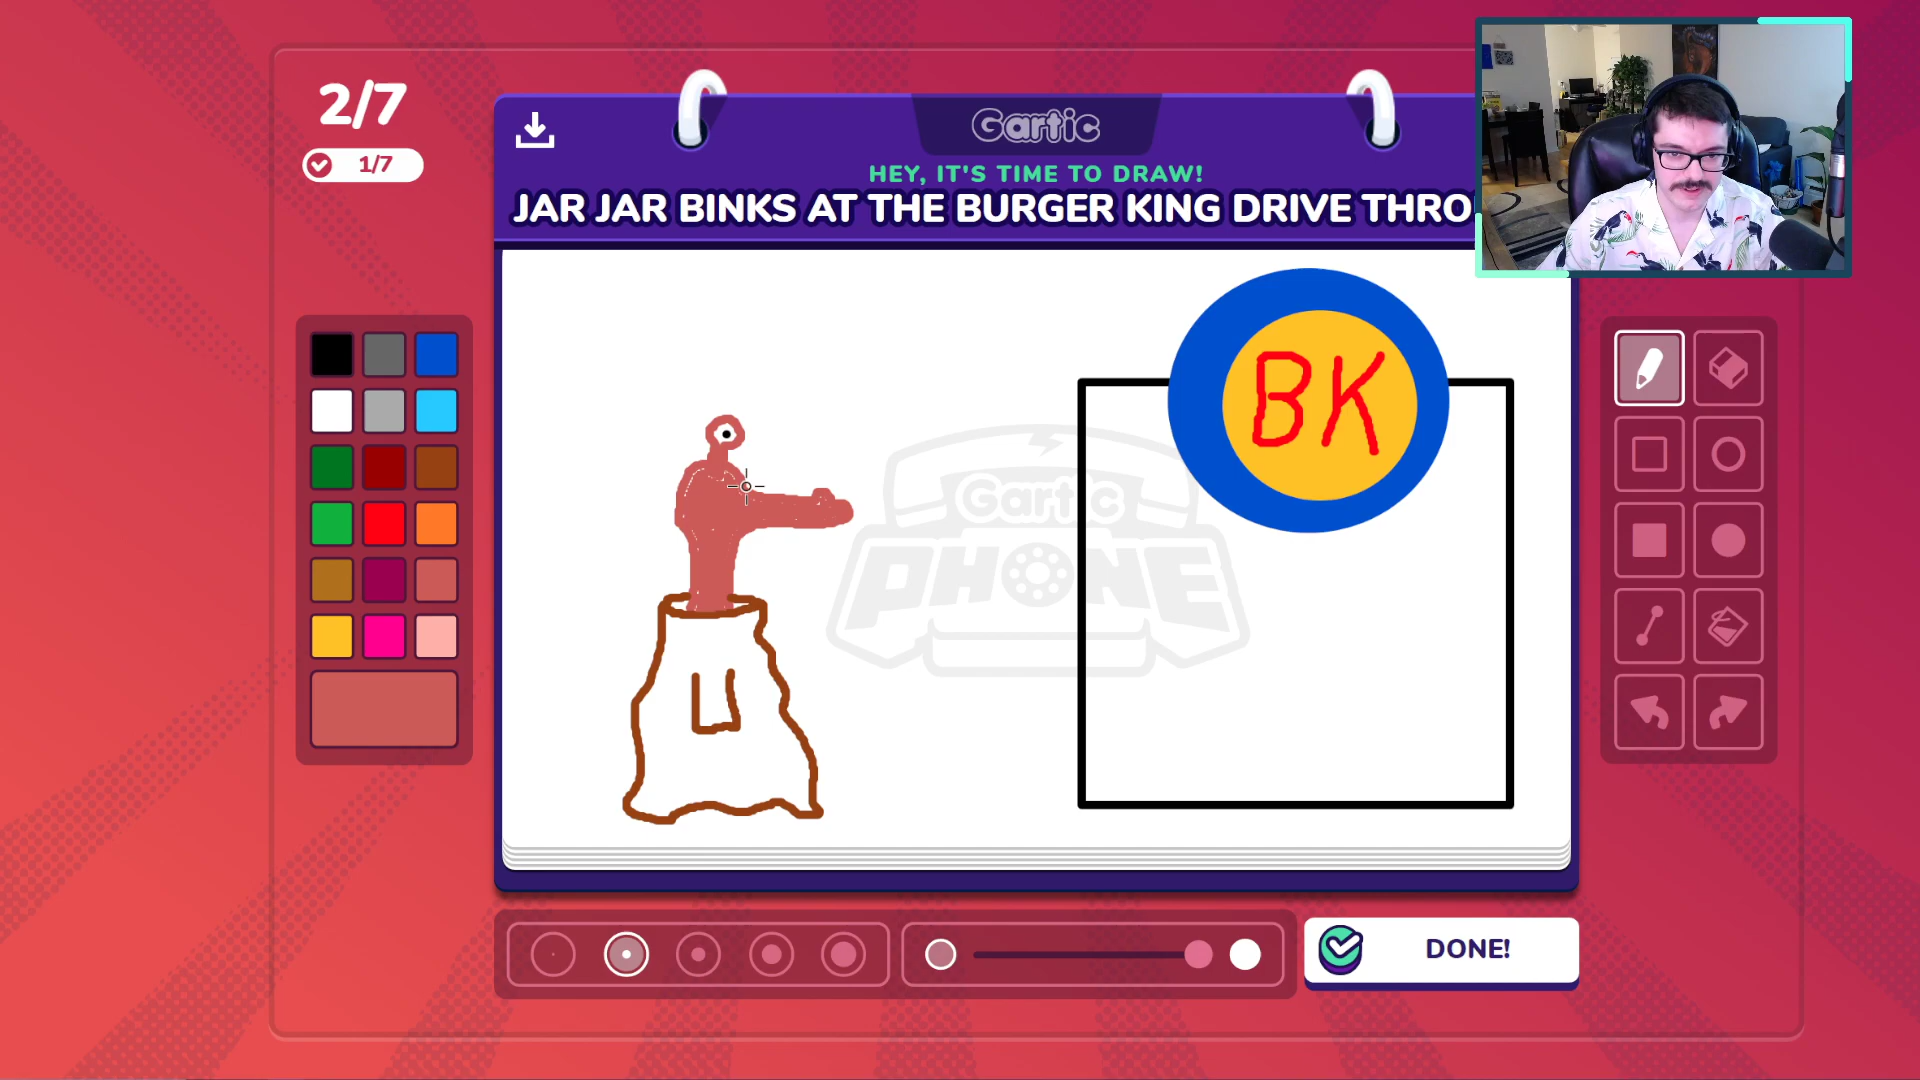 2/7
1/7
Gartic
HEY, IT'S TIME TO DRAW!
JAR JAR BINKS AT THE BURGER KING DRIVE THRO
BK
Gartic
PHONE
DONE!